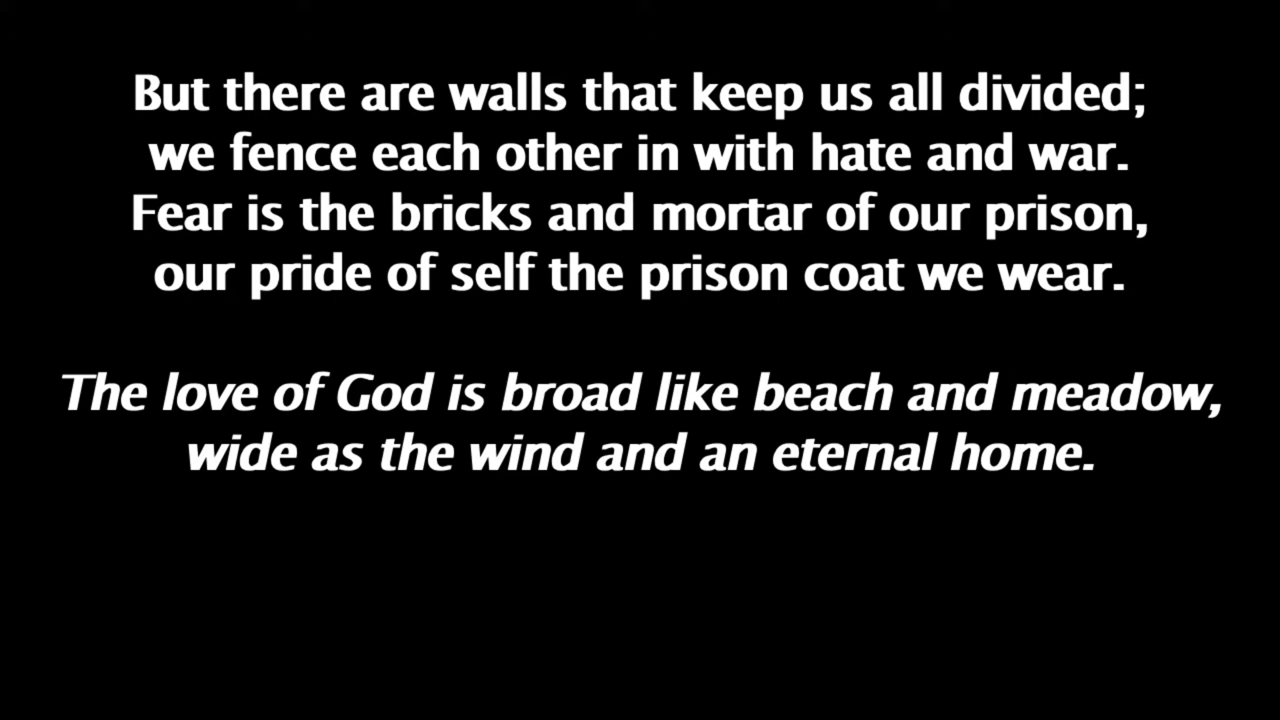 But there are walls that keep us all divided;
we fence each other in with hate and war.
Fear is the bricks and mortar of our prison,
our pride of self the prison coat we wear.
The love of God is broad like beach and meadow,
wide as the wind and an eternal home.